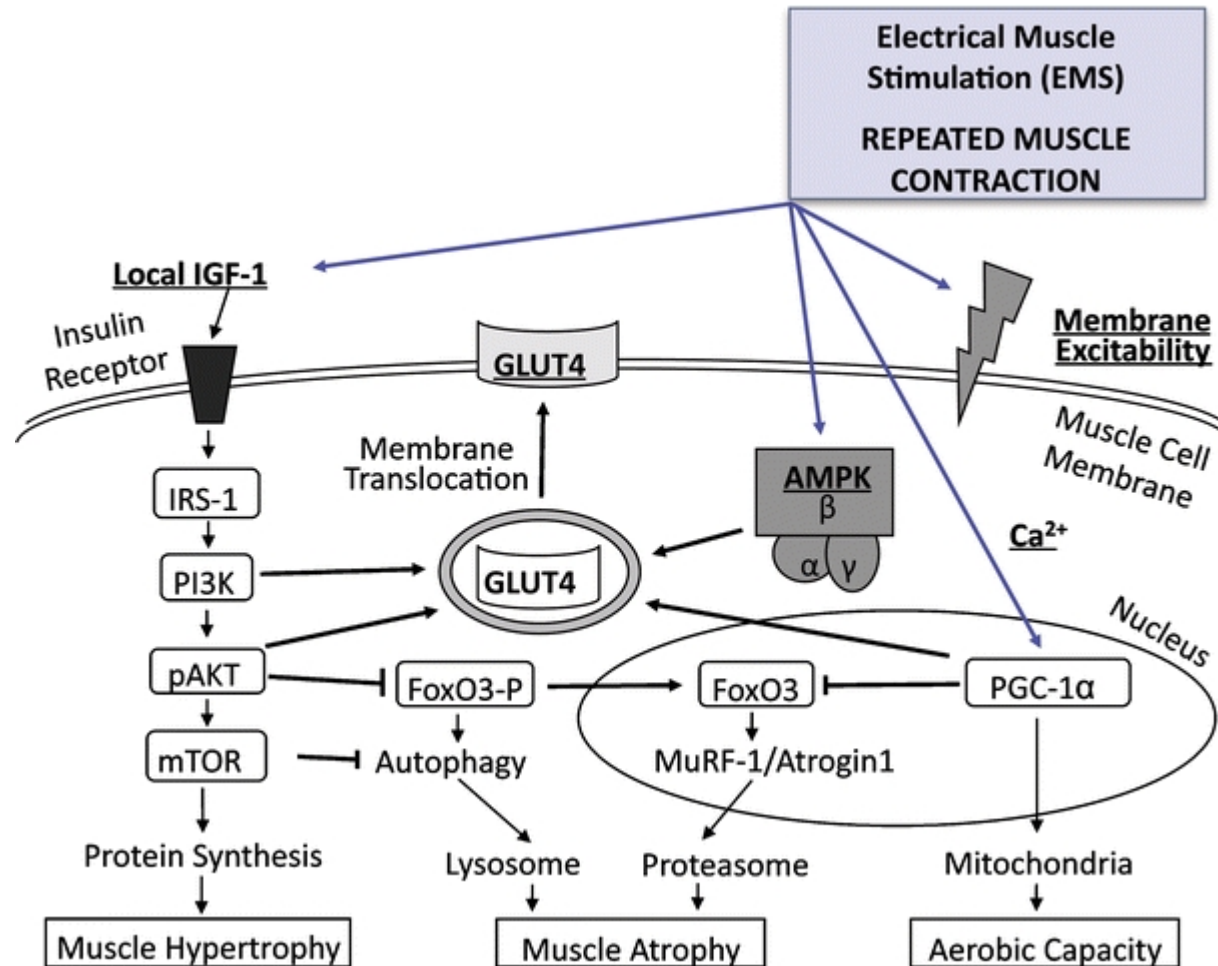 Electrical Muscle
Stimulation (EMS)
REPEATED MUSCLE
CONTRACTION
Local IGF-1
Insulin
Receptor
GLUT4
Membrane
Excitability
Muscle Cell
Membrane
Membrane
Translocation
AMPK
β
α γ
IRS-1
Ca²⁺
PI3K
GLUT4
Nucleus
pAKT
FoxO3-P
FoxO3
PGC-1α
mTOR
Autophagy
MuRF-1/Atrogin1
Protein Synthesis
Lysosome
Proteasome
Mitochondria
Muscle Hypertrophy
Muscle Atrophy
Aerobic Capacity